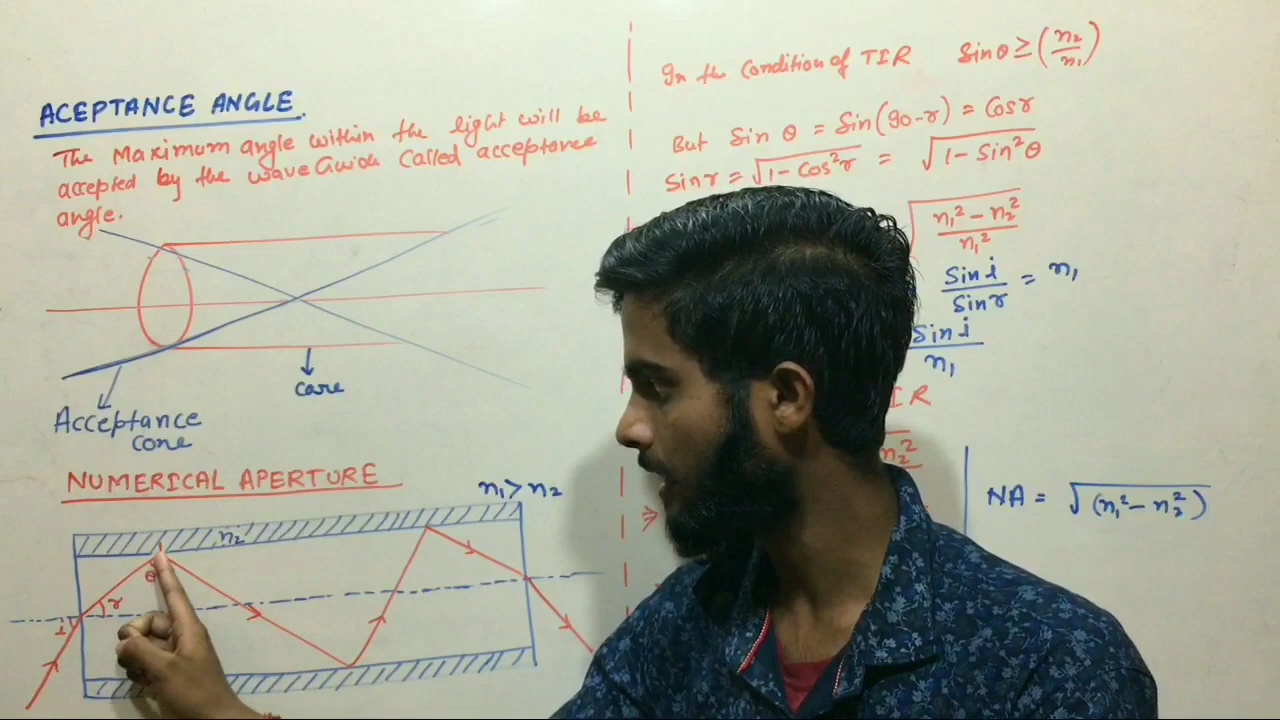 ACEPTANCE ANGLE.
The Maximum angle within the light will be
accepted by the wave Guide Called acceptance
angle.
Core
Acceptance
cone
NUMERICAL APERTURE
n₁ > n₂
n₂
θ
r
i
In the Condition of TIR Sinθ ≥ (n₂/n₁)
But Sin θ = Sin(90-r) = Cosr
Sinr = √(1-Cos²r) = √(1-Sin²θ)
√((n₁²-n₂²)/n₁²)
Sin i/Sin r = n₁
Sin i/n₁
IR
n₂²
⇒
NA = √(n₁²-n₂²)